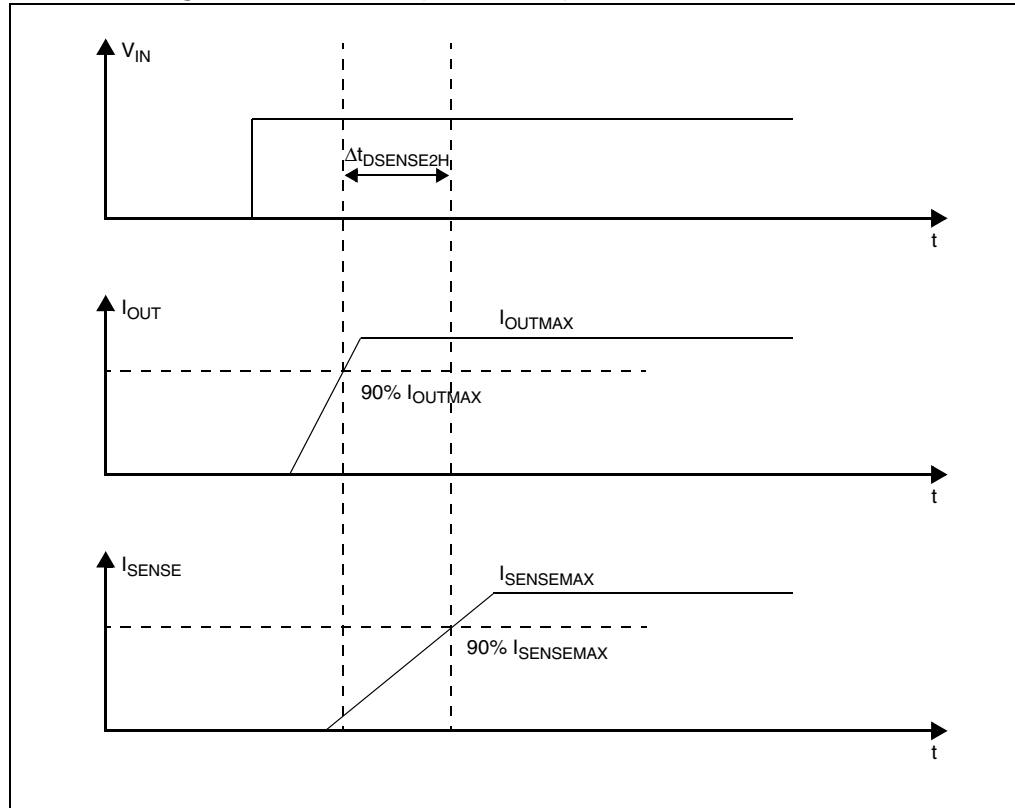 V_IN
Δt_DSENSE2H
t
I_OUT
I_OUTMAX
90% I_OUTMAX
t
I_SENSE
I_SENSEMAX
90% I_SENSEMAX
t